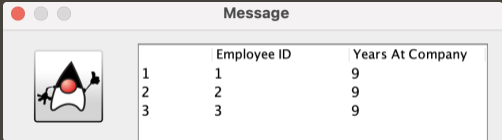 Message
Employee ID Years At Company
1 1 9
2 2 9
3 3 9